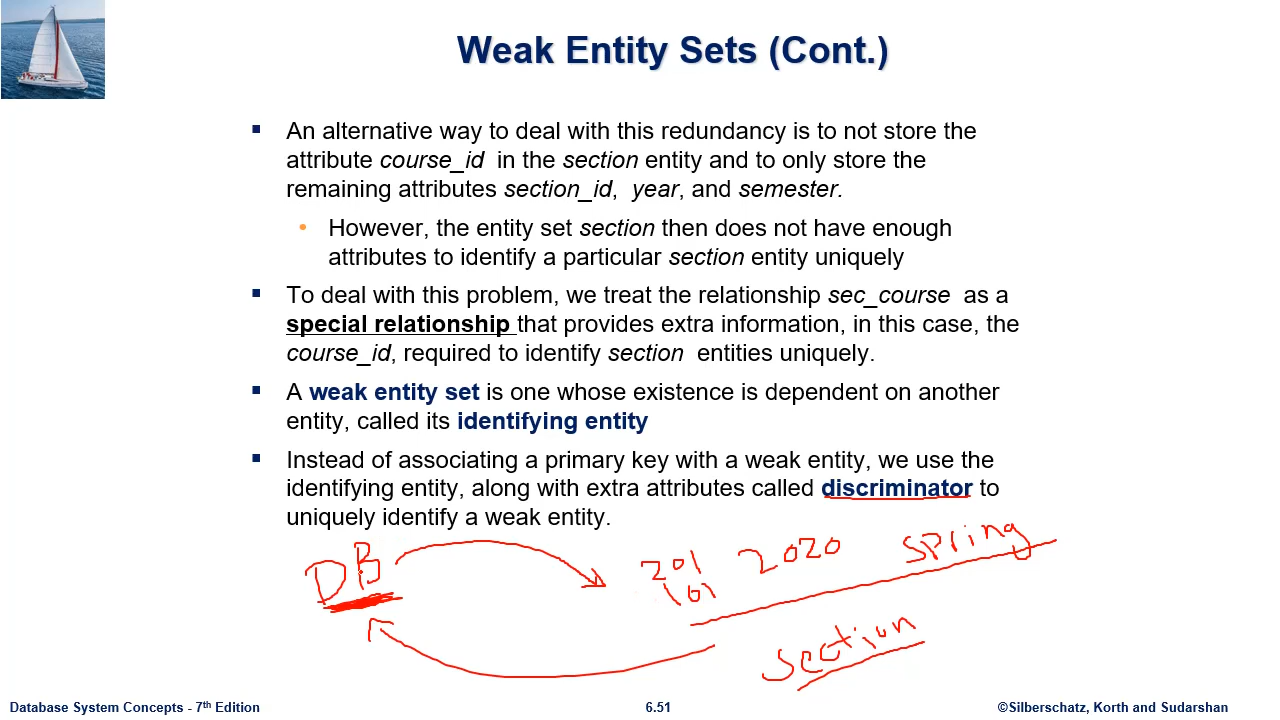 Weak Entity Sets (Cont.)
An alternative way to deal with this redundancy is to not store the
attribute course_id in the section entity and to only store the
remaining attributes section_id, year, and semester.
However, the entity set section then does not have enough
attributes to identify a particular section entity uniquely
To deal with this problem, we treat the relationship sec_course as a
special relationship that provides extra information, in this case, the
course_id, required to identify section entities uniquely.
A weak entity set is one whose existence is dependent on another
entity, called its identifying entity
Instead of associating a primary key with a weak entity, we use the
identifying entity, along with extra attributes called discriminator to
uniquely identify a weak entity.
DB
201 2020 Spring
101
Section
Database System Concepts - 7th Edition
6.51
©Silberschatz, Korth and Sudarshan